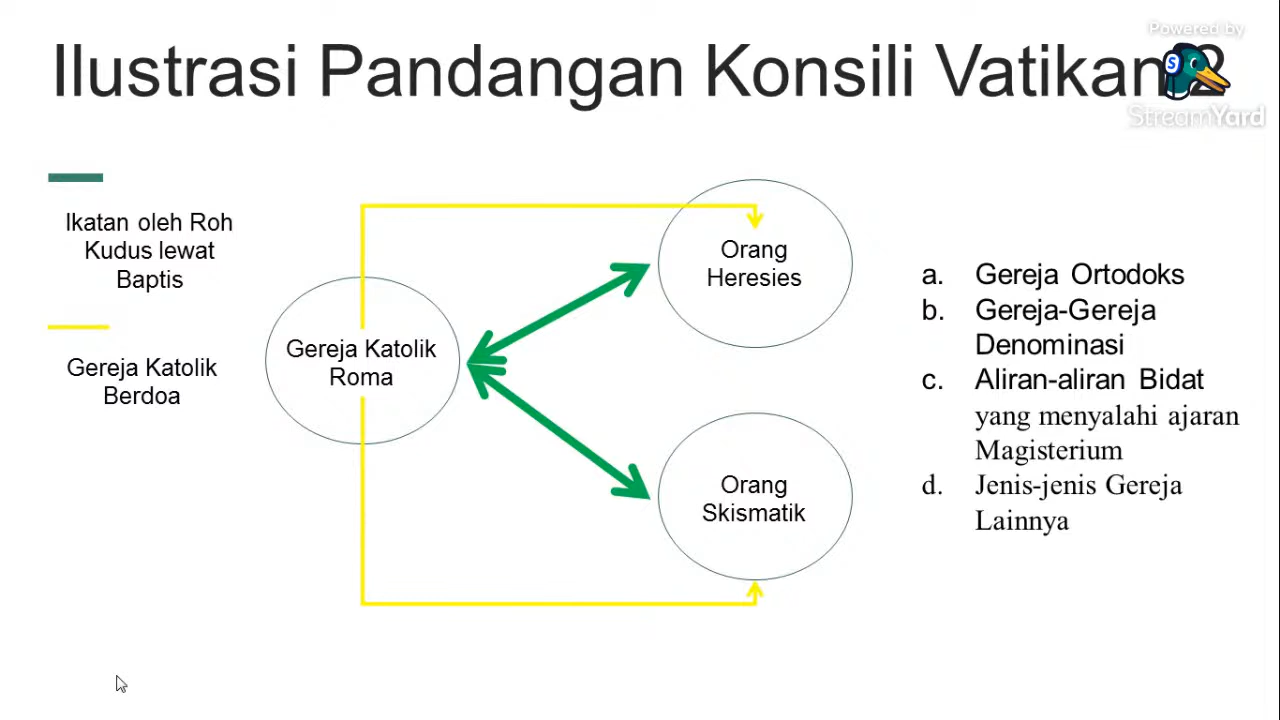 Ilustrasi Pandangan Konsili Vatikan 2
Powered by
S
StreamYard
Ikatan oleh Roh
Kudus lewat
Baptis
Gereja Katolik
Berdoa
Gereja Katolik
Roma
Orang
Heresies
Orang
Skismatik
a. Gereja Ortodoks
b. Gereja-Gereja
Denominasi
c. Aliran-aliran Bidat
yang menyalahi ajaran
Magisterium
d. Jenis-jenis Gereja
Lainnya